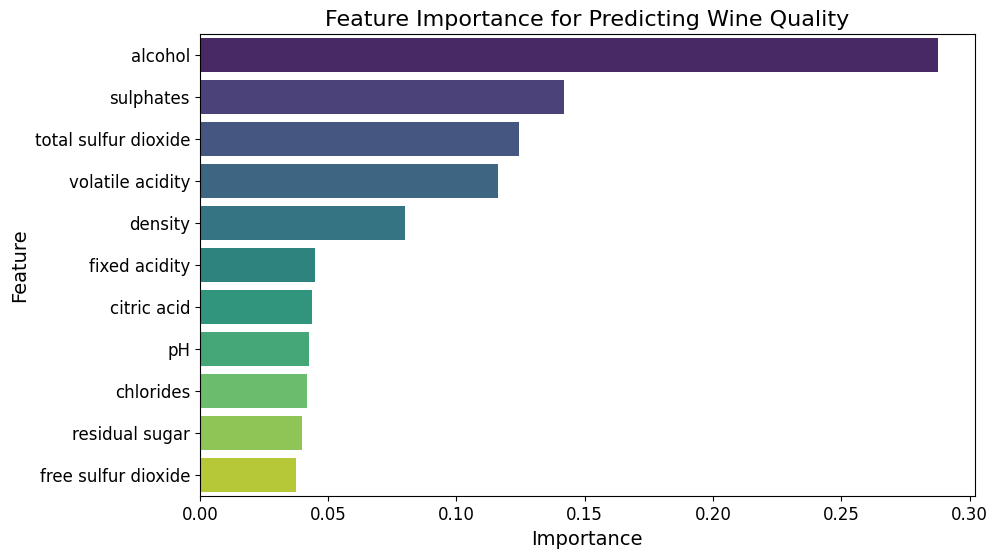 Feature Importance for Predicting Wine Quality
Feature
alcohol
sulphates
total sulfur dioxide
volatile acidity
density
fixed acidity
citric acid
pH
chlorides
residual sugar
free sulfur dioxide
0.00 0.05 0.10 0.15 0.20 0.25 0.30
Importance